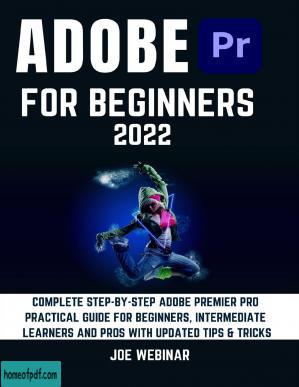 ADOBE Pr
FOR BEGINNERS
2022
COMPLETE STEP-BY-STEP ADOBE PREMIER PRO
PRACTICAL GUIDE FOR BEGINNERS, INTERMEDIATE
LEARNERS AND PROS WITH UPDATED TIPS & TRICKS
JOE WEBINAR
homeofpdf.com